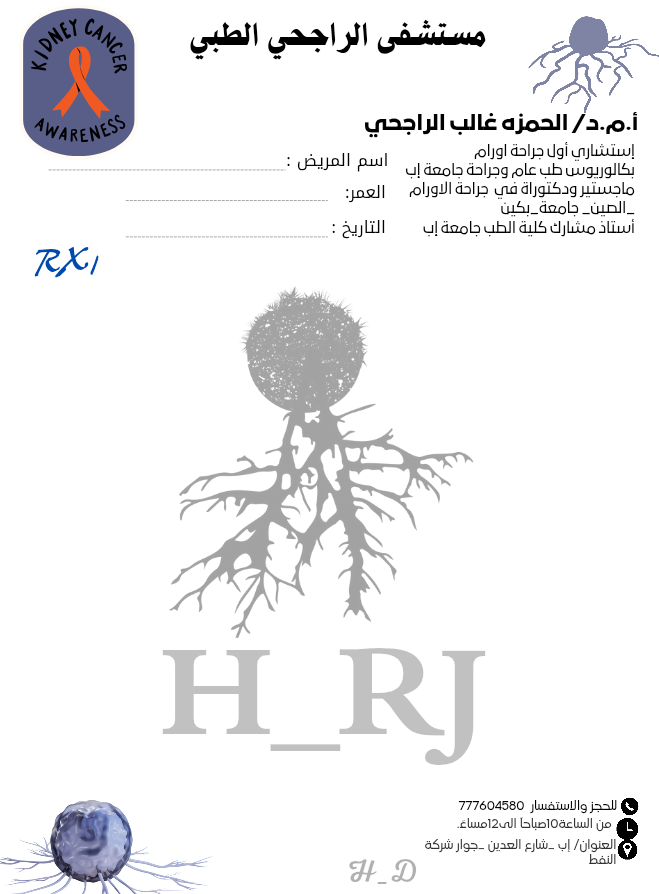 KIDNEY CANCER
AWARENESS
مستشفى الراجحي الطبي
أ.م.د/ الحمزه غالب الراجحي
إستشاري أول جراحة اورام
بكالوريوس طب عام وجراحة جامعة إب
ماجستير ودكتوراة في جراحة الاورام
_الصين_ جامعة_بكين
أستاذ مشارك كلية الطب جامعة إب
اسم المريض :
العمر:
التاريخ :
RX/
H_RJ
للحجز والاستفسار 777604580
من الساعة10صباحا الى12مساءً.
العنوان/ إب _شارع العدين _جوار شركة
النفط
H_D